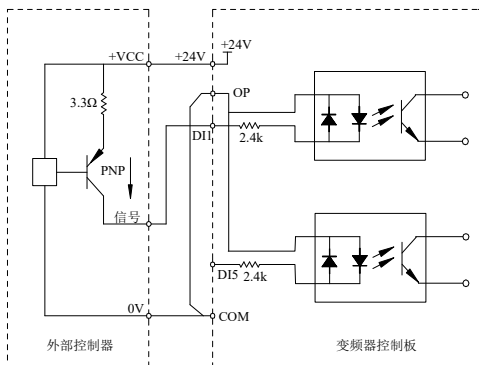 +24V
+VCC
+24V
OP
3.3Ω
DI1
2.4k
PNP
信号
DI5
2.4k
0V
COM
外部控制器
变频器控制板